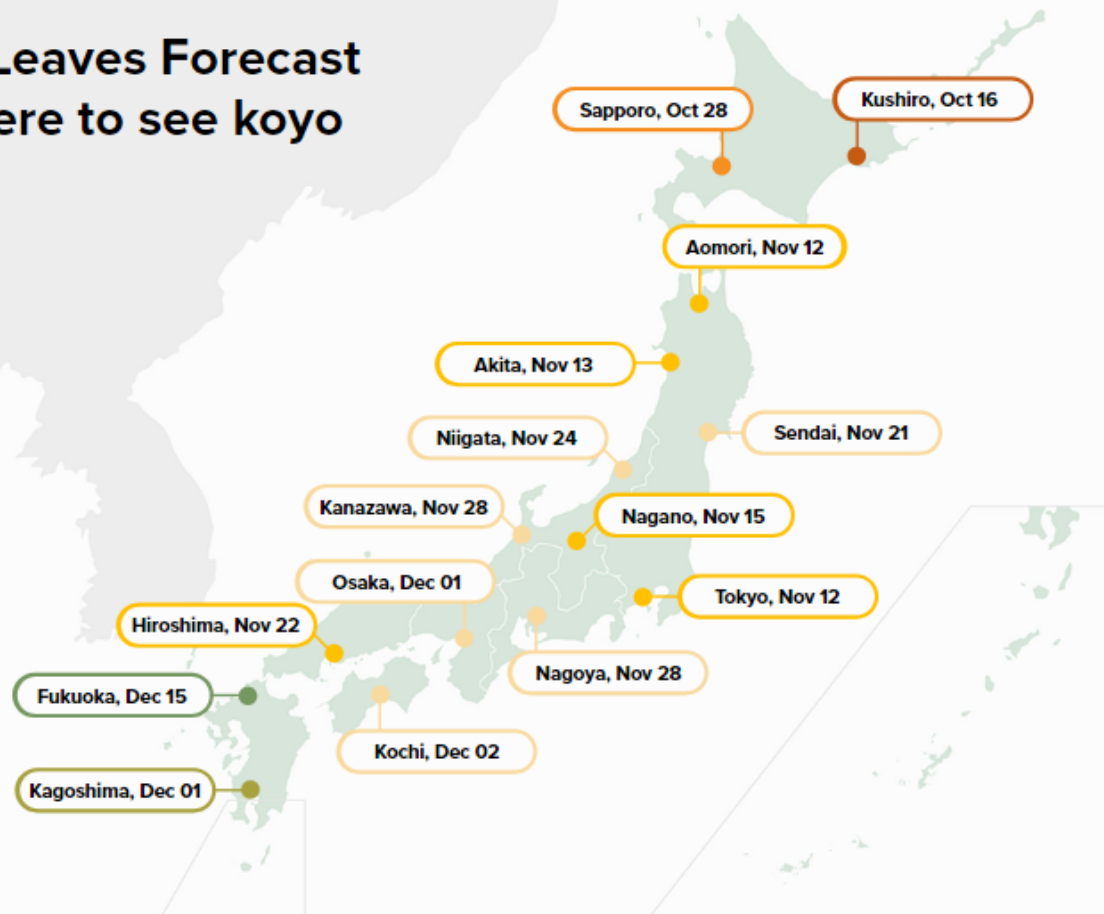 Leaves Forecast
ere to see koyo
Sapporo, Oct 28
Kushiro, Oct 16
Aomori, Nov 12
Akita, Nov 13
Niigata, Nov 24
Sendai, Nov 21
Kanazawa, Nov 28
Nagano, Nov 15
Osaka, Dec 01
Tokyo, Nov 12
Hiroshima, Nov 22
Nagoya, Nov 28
Fukuoka, Dec 15
Kochi, Dec 02
Kagoshima, Dec 01